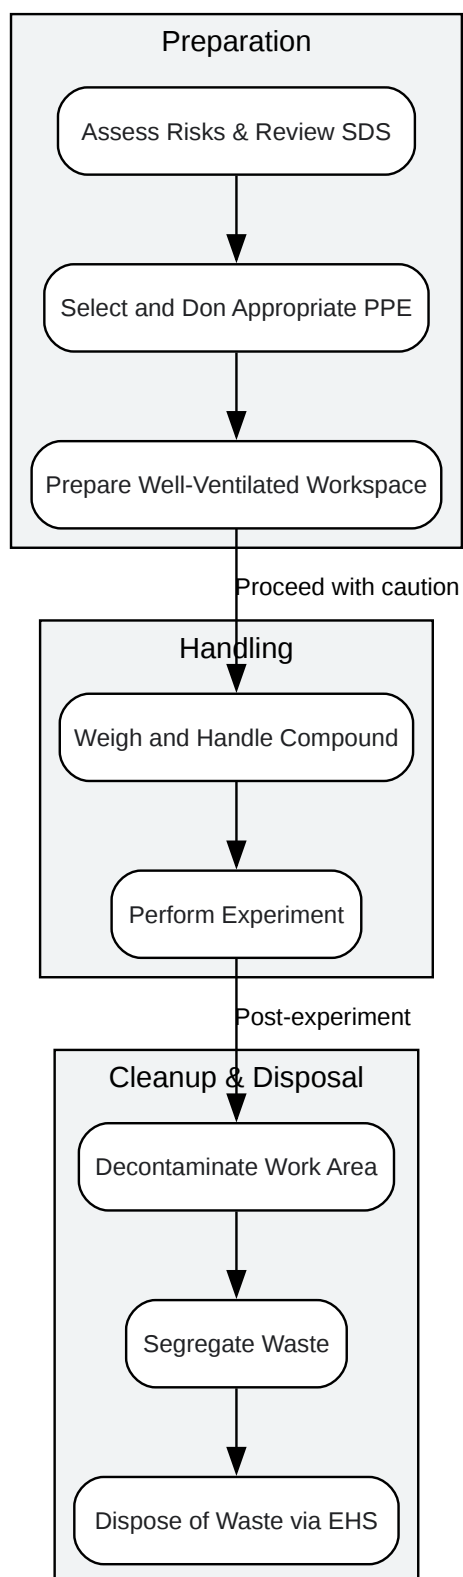 Preparation
Assess Risks & Review SDS
Select and Don Appropriate PPE
Prepare Well-Ventilated Workspace
Proceed with caution
Handling
Weigh and Handle Compound
Perform Experiment
Post-experiment
Cleanup & Disposal
Decontaminate Work Area
Segregate Waste
Dispose of Waste via EHS